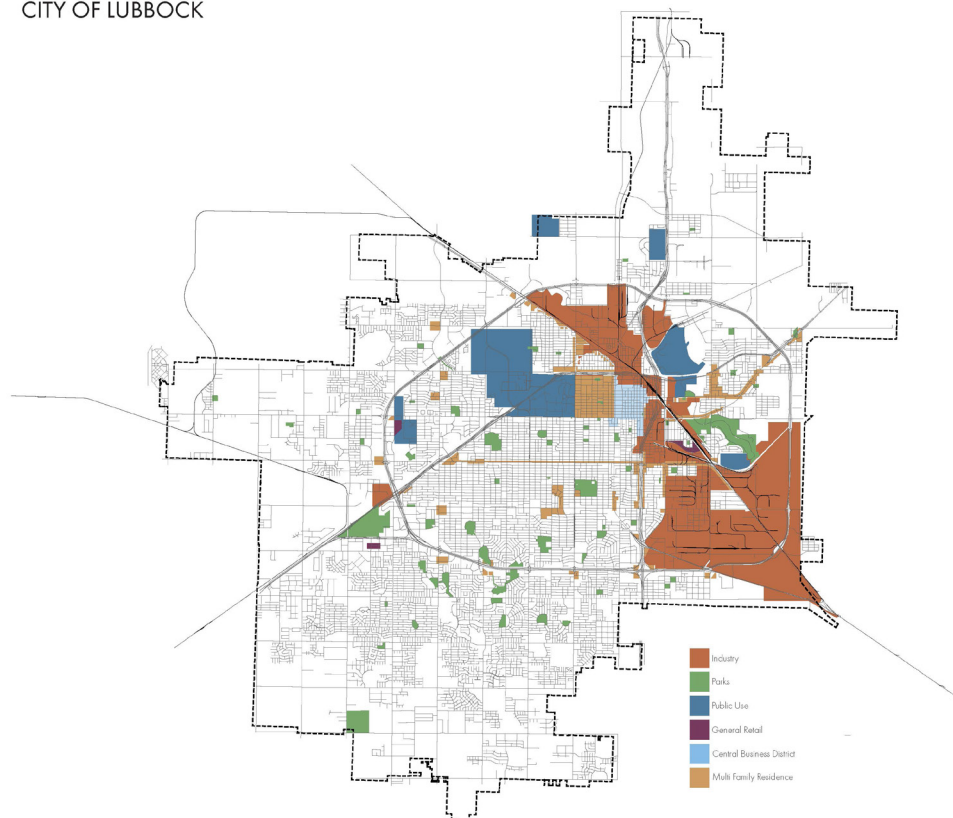 CITY OF LUBBOCK
Industry
Parks
Public Use
General Retail
Central Business District
Multi Family Residence